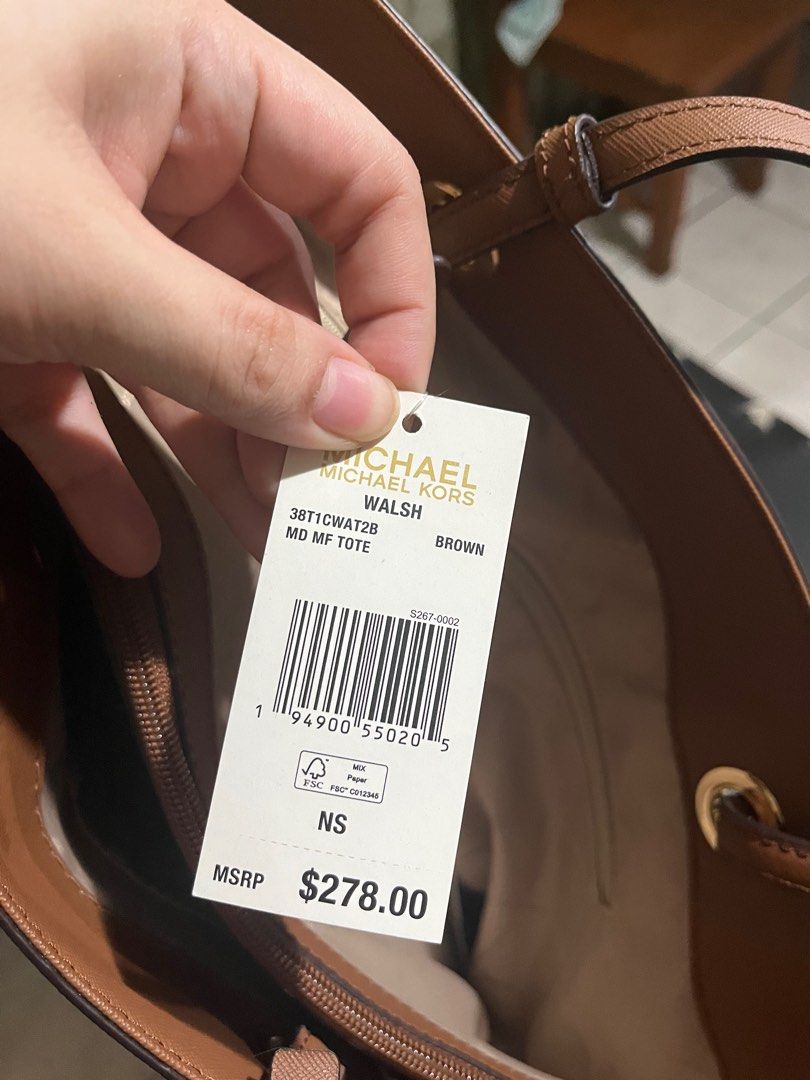 MICHAEL
MICHAEL KORS
WALSH
38T1CWAT2B
MD MF TOTE BROWN
S267-0002
1 94900 55020 5
MIX
Paper
FSC FSC™ C012345
NS
MSRP $278.00